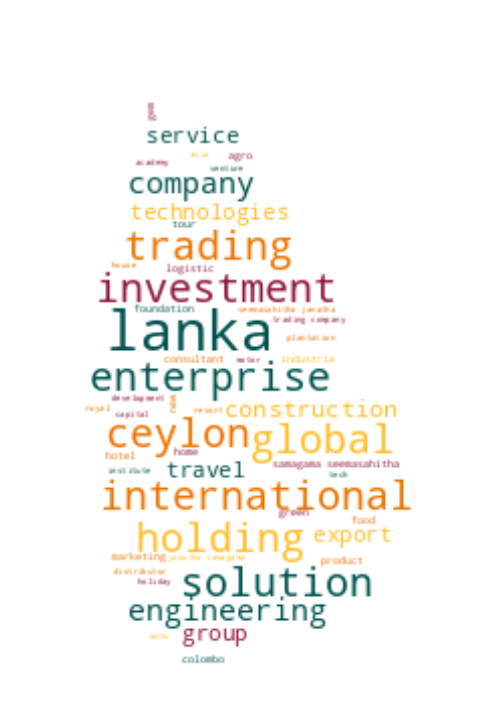 gem
service
asia agro
academy
venture
company
technologies
tour
trading
house logistic
investment
foundation seemasahitha janatha
lanka trading company
plantation
consultant motor industrie
enterprise
development new
royal capital resort construction
ceylon global
hotel home
institute travel samagama seemasahitha
tech
international
green food
holding export
marketing janatha samagama product
distributor
holiday solution
engineering
auto group
colombo